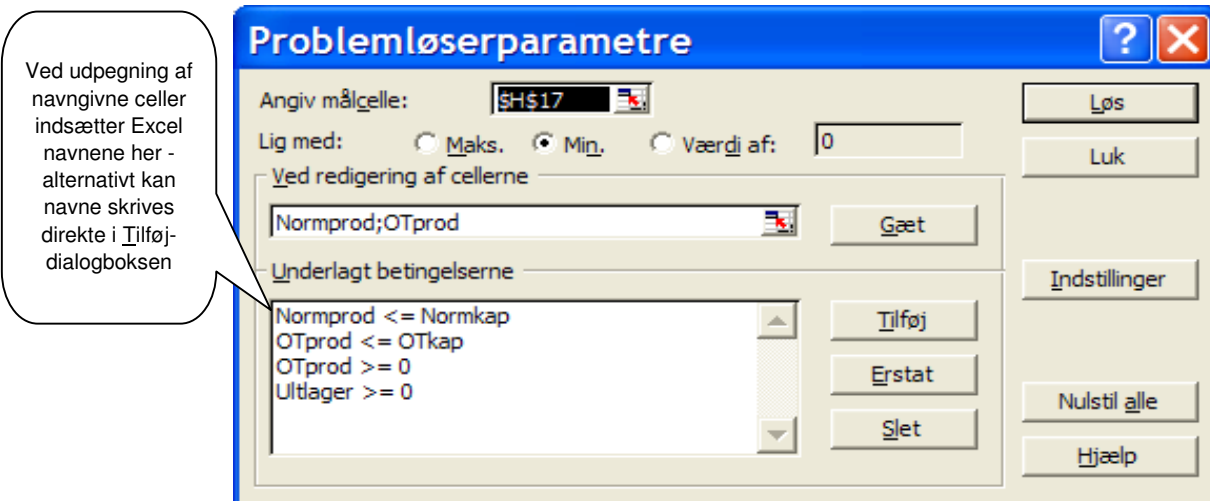 Ved udpegning af
navngivne celler
indsætter Excel
navnene her -
alternativt kan
navne skrives
direkte i Tilføj-
dialogboksen
Problemløserparametre
Angiv målcelle: $H$17
Løs
Lig med: Maks. Min. Værdi af: 0
Luk
Ved redigering af cellerne
Normprod;OTprod
Gæt
Underlagt betingelserne
Indstillinger
Normprod <= Normkap
OTprod <= OTkap
OTprod >= 0
Ultlager >= 0
Tilføj
Erstat
Slet
Nulstil alle
Hjælp